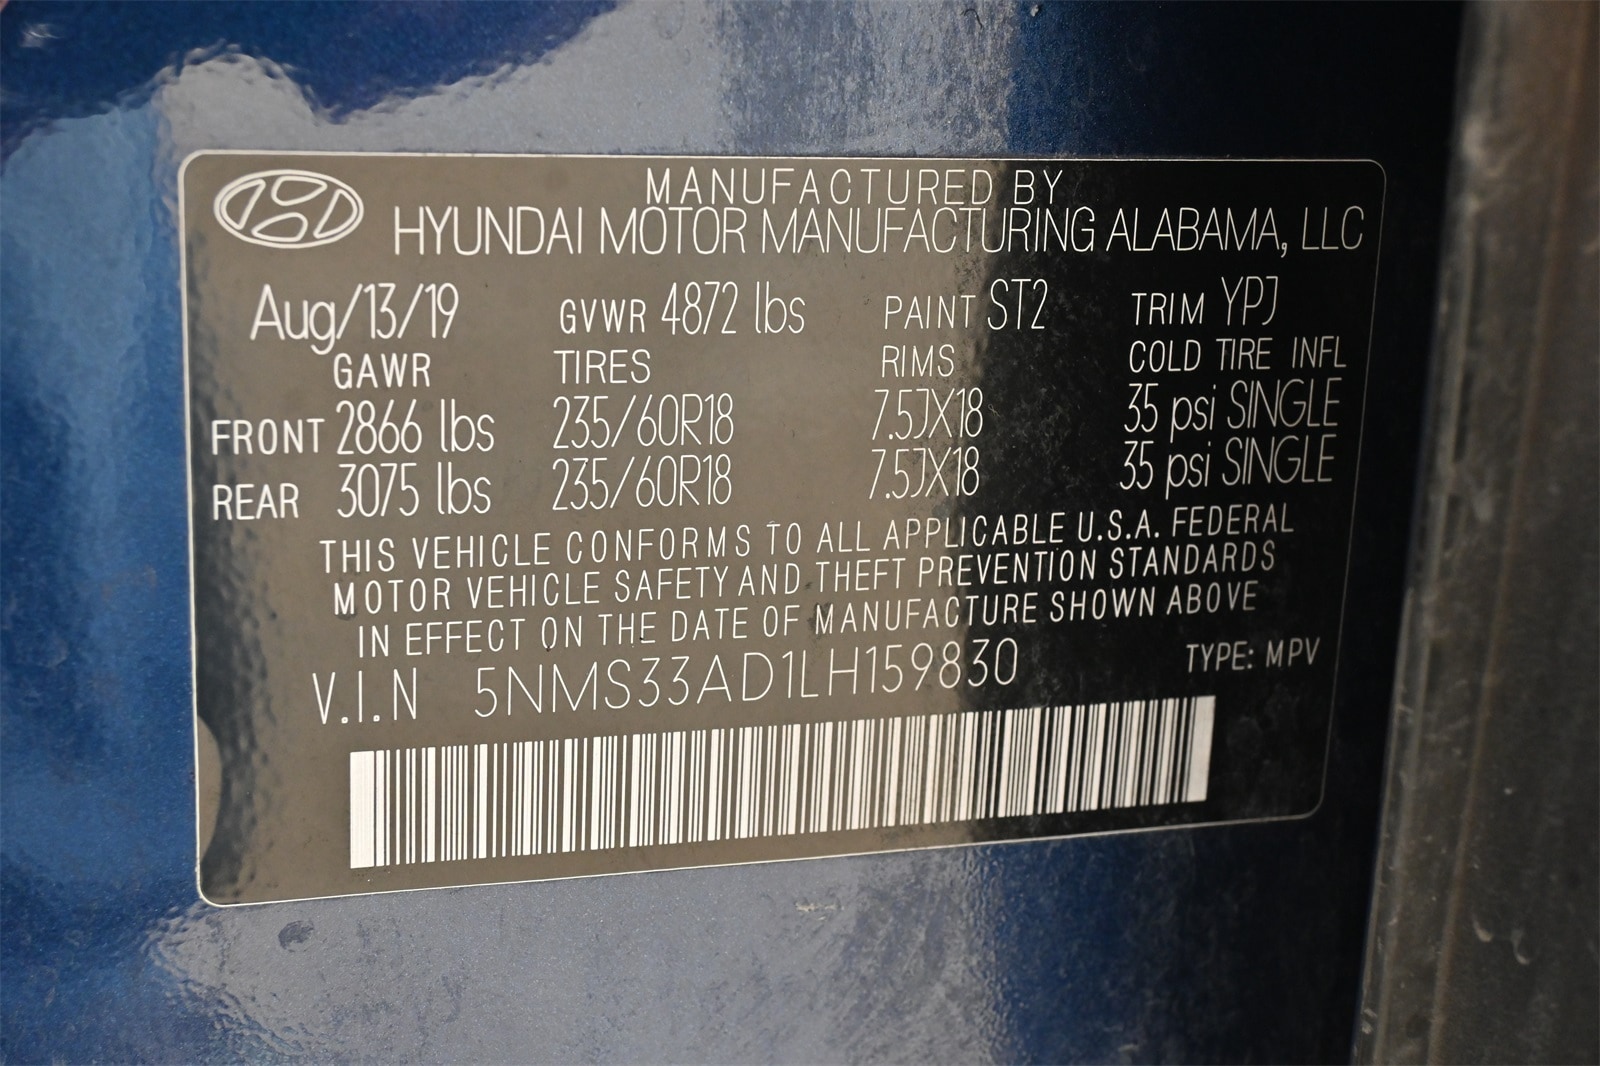 MANUFACTURED BY
HYUNDAI MOTOR MANUFACTURING ALABAMA, LLC
Aug/13/19 GVWR 4872 lbs PAINT ST2 TRIM YPJ
GAWR TIRES RIMS COLD TIRE INFL
FRONT 2866 lbs 235/60R18 7.5JX18 35 psi SINGLE
REAR 3075 lbs 235/60R18 7.5JX18 35 psi SINGLE
THIS VEHICLE CONFORMS TO ALL APPLICABLE U.S.A. FEDERAL
MOTOR VEHICLE SAFETY AND THEFT PREVENTION STANDARDS
IN EFFECT ON THE DATE OF MANUFACTURE SHOWN ABOVE
V.I.N 5NMS33AD1LH159830 TYPE: MPV